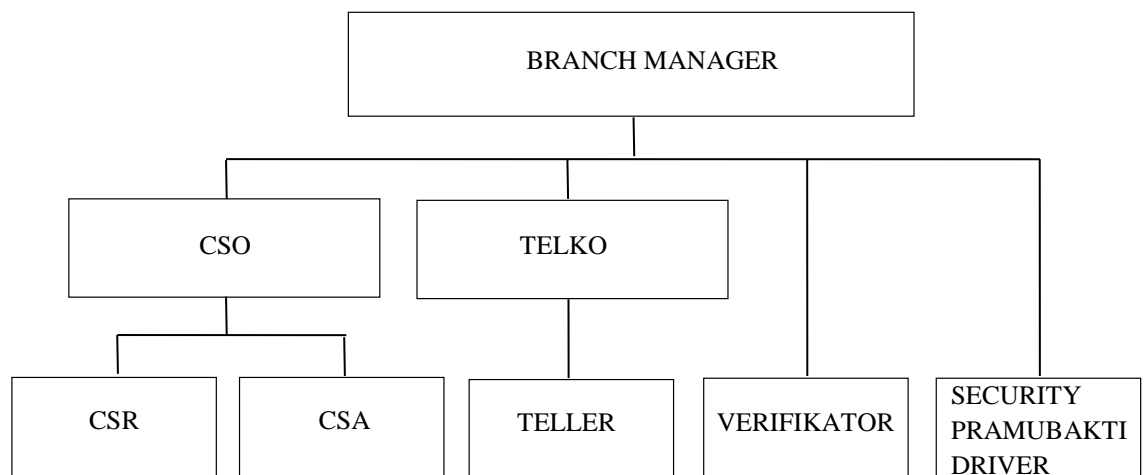 BRANCH MANAGER
CSO
TELKO
CSR
CSA
TELLER
VERIFIKATOR
SECURITY
PRAMUBAKTI
DRIVER